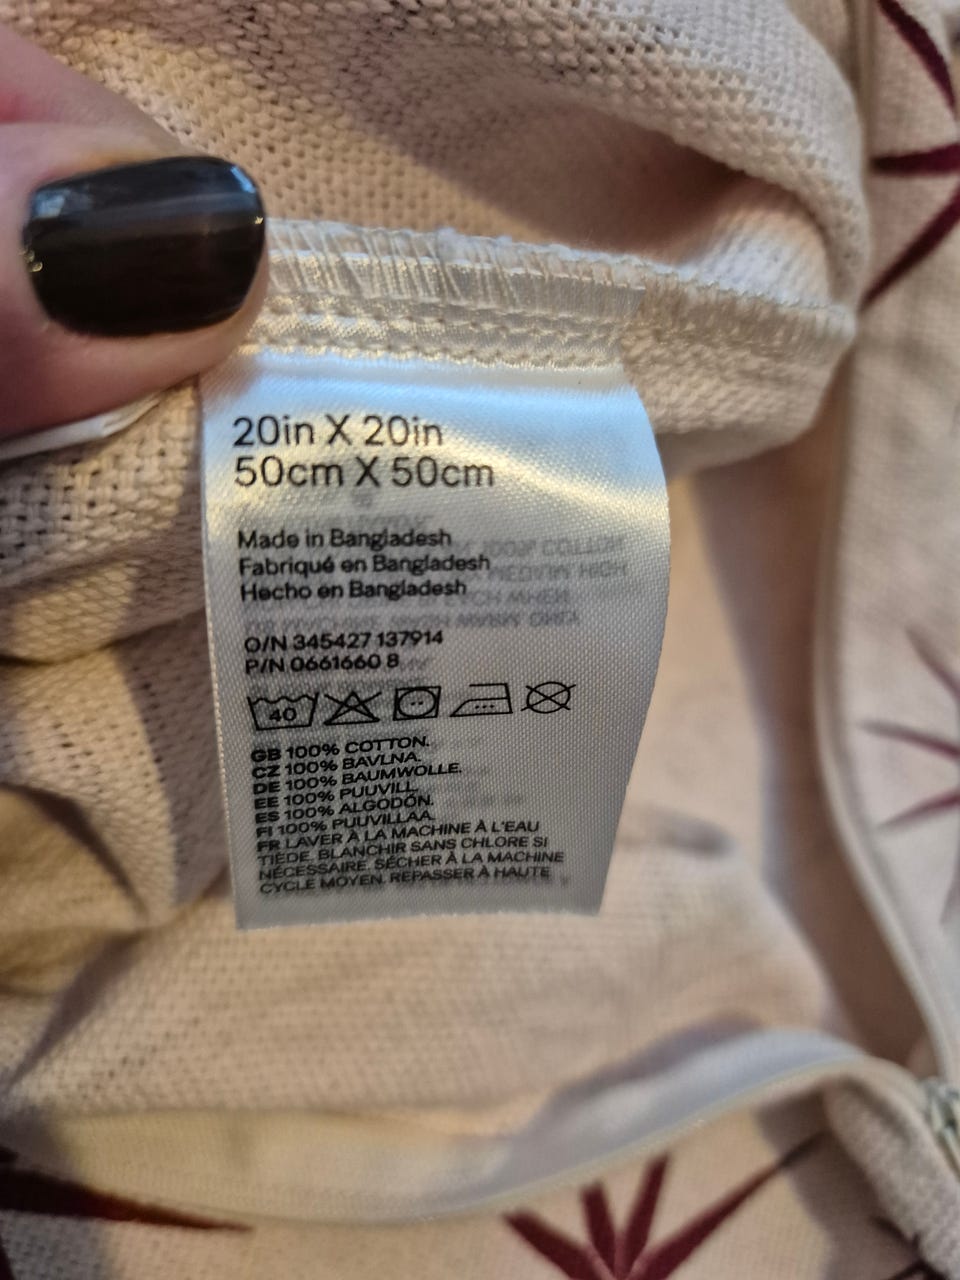 20in X 20in
50cm X 50cm
Made in Bangladesh
Fabriqué en Bangladesh
Hecho en Bangladesh
O/N 345427 137914
P/N 0661660 8
40
GB 100% COTTON.
CZ 100% BAVLNA.
DE 100% BAUMWOLLE.
EE 100% PUUVILL.
ES 100% ALGODÓN.
FI 100% PUUVILLAA.
FR LAVER À LA MACHINE À L'EAU
TIÈDE. BLANCHIR SANS CHLORE SI
NÉCESSAIRE. SÉCHER À LA MACHINE
CYCLE MOYEN. REPASSER À HAUTE